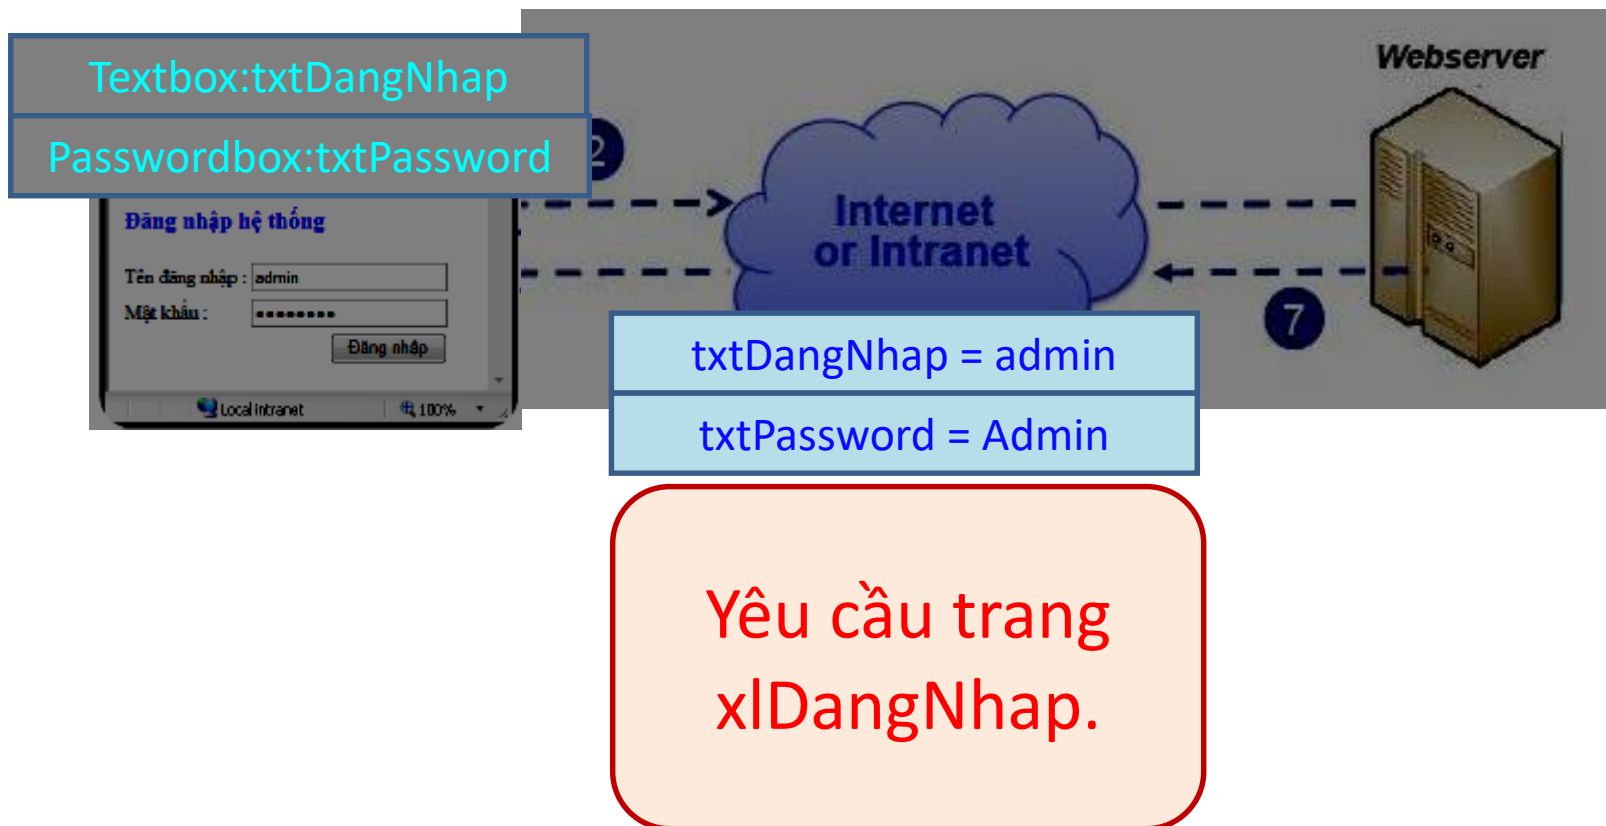 Textbox:txtDangNhap
Passwordbox:txtPassword
Webserver
2
Internet
or Intranet
7
Đăng nhập hệ thống
Tên đăng nhập : admin
Mật khẩu : ••••••••
Đăng nhập
Local intranet 100%
txtDangNhap = admin
txtPassword = Admin
Yêu cầu trang
xlDangNhap.